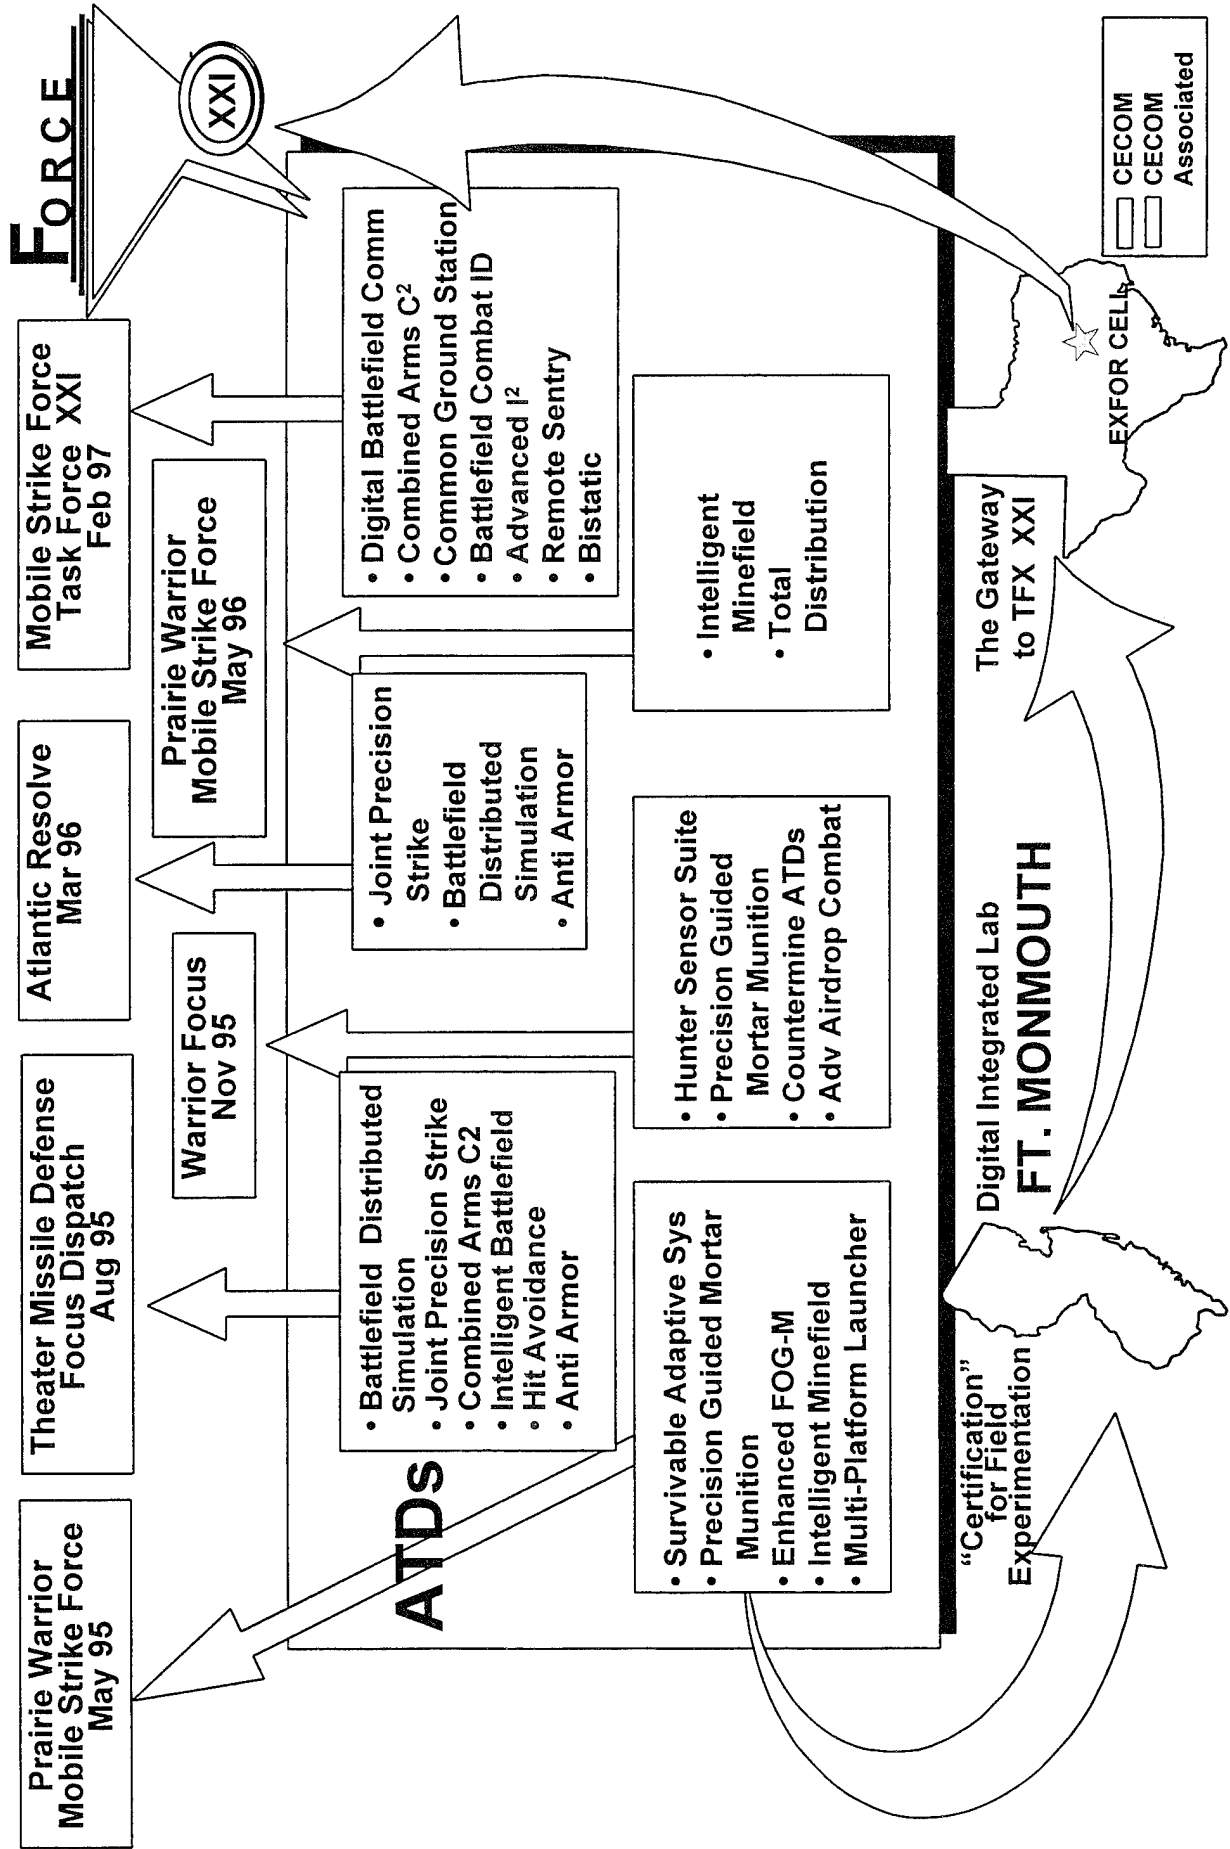 Prairie Warrior
Mobile Strike Force
May 95
Theater Missile Defense
Focus Dispatch
Aug 95
Atlantic Resolve
Mar 96
Mobile Strike Force
Task Force XXI
Feb 97
FORCE
XXI
Warrior Focus
Nov 95
Prairie Warrior
Mobile Strike Force
May 96
ATDs
• Battlefield Distributed
Simulation
• Joint Precision Strike
• Combined Arms C2
• Intelligent Battlefield
• Hit Avoidance
• Anti Armor
• Joint Precision
Strike
• Battlefield
Distributed
Simulation
• Anti Armor
• Digital Battlefield Comm
• Combined Arms C²
• Common Ground Station
• Battlefield Combat ID
• Advanced I²
• Remote Sentry
• Bistatic
• Survivable Adaptive Sys
• Precision Guided Mortar
Munition
• Enhanced FOG-M
• Intelligent Minefield
• Multi-Platform Launcher
• Hunter Sensor Suite
• Precision Guided
Mortar Munition
• Countermine ATDs
• Adv Airdrop Combat
• Intelligent
Minefield
• Total
Distribution
“Certification”
for Field
Experimentation
Digital Integrated Lab
FT. MONMOUTH
The Gateway
to TFX XXI
EXFOR CELL
CECOM
CECOM
Associated